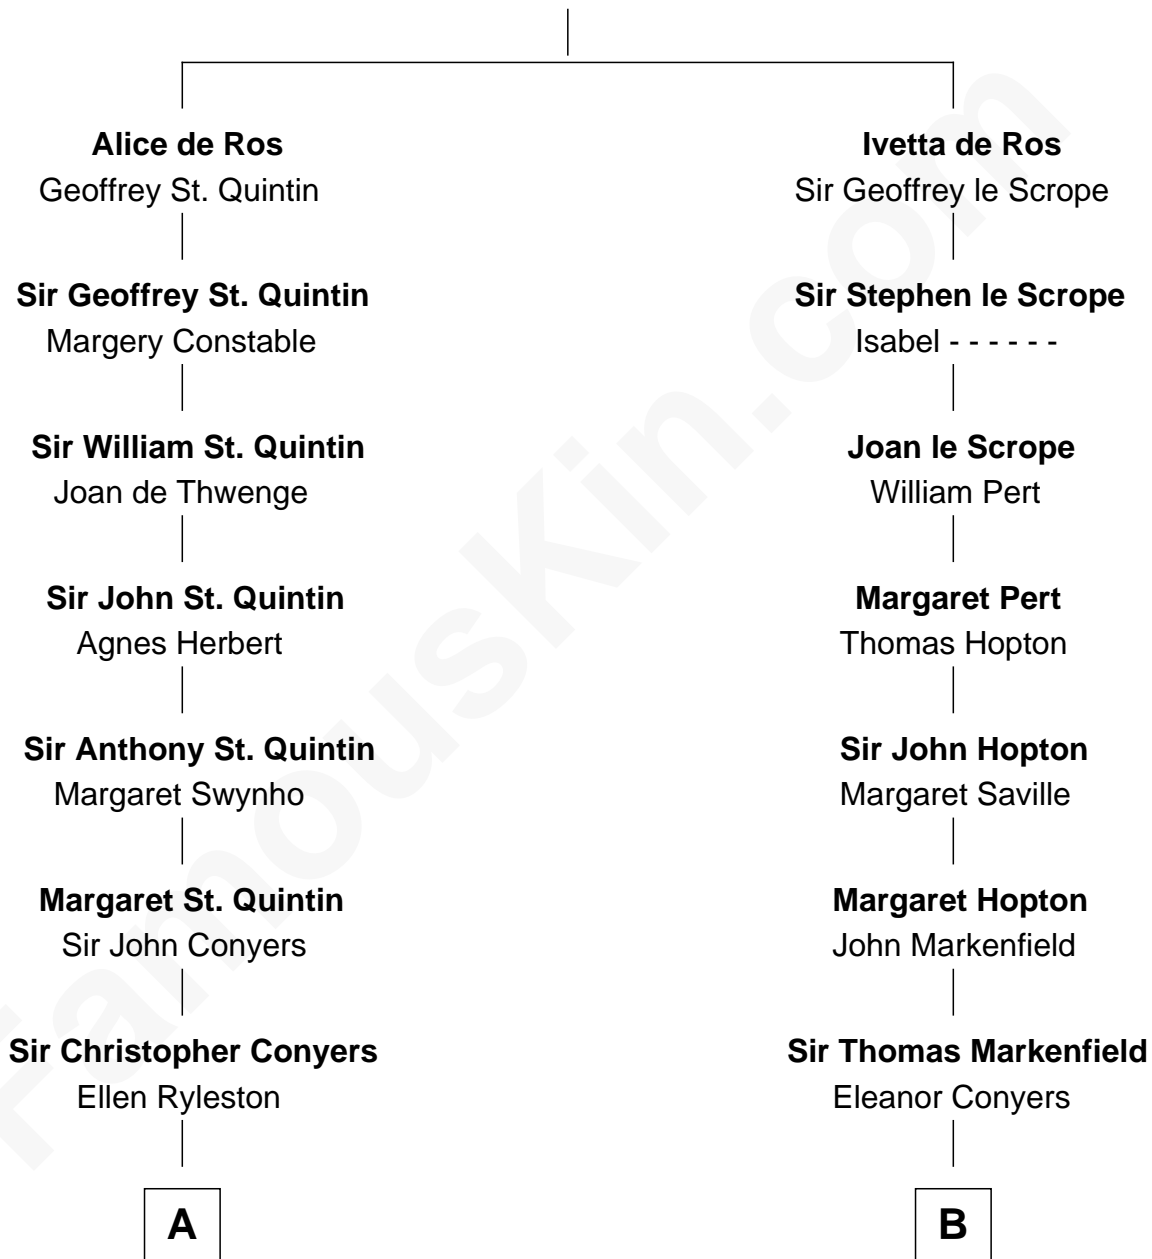 Alice de Ros
Geoffrey St. Quintin
Sir Geoffrey St. Quintin
Margery Constable
Sir William St. Quintin
Joan de Thwenge
Sir John St. Quintin
Agnes Herbert
Sir Anthony St. Quintin
Margaret Swynho
Margaret St. Quintin
Sir John Conyers
Sir Christopher Conyers
Ellen Ryleston
A
Ivetta de Ros
Sir Geoffrey le Scrope
Sir Stephen le Scrope
Isabel - - - - - -
Joan le Scrope
William Pert
Margaret Pert
Thomas Hopton
Sir John Hopton
Margaret Saville
Margaret Hopton
John Markenfield
Sir Thomas Markenfield
Eleanor Conyers
B
FamousKin.com